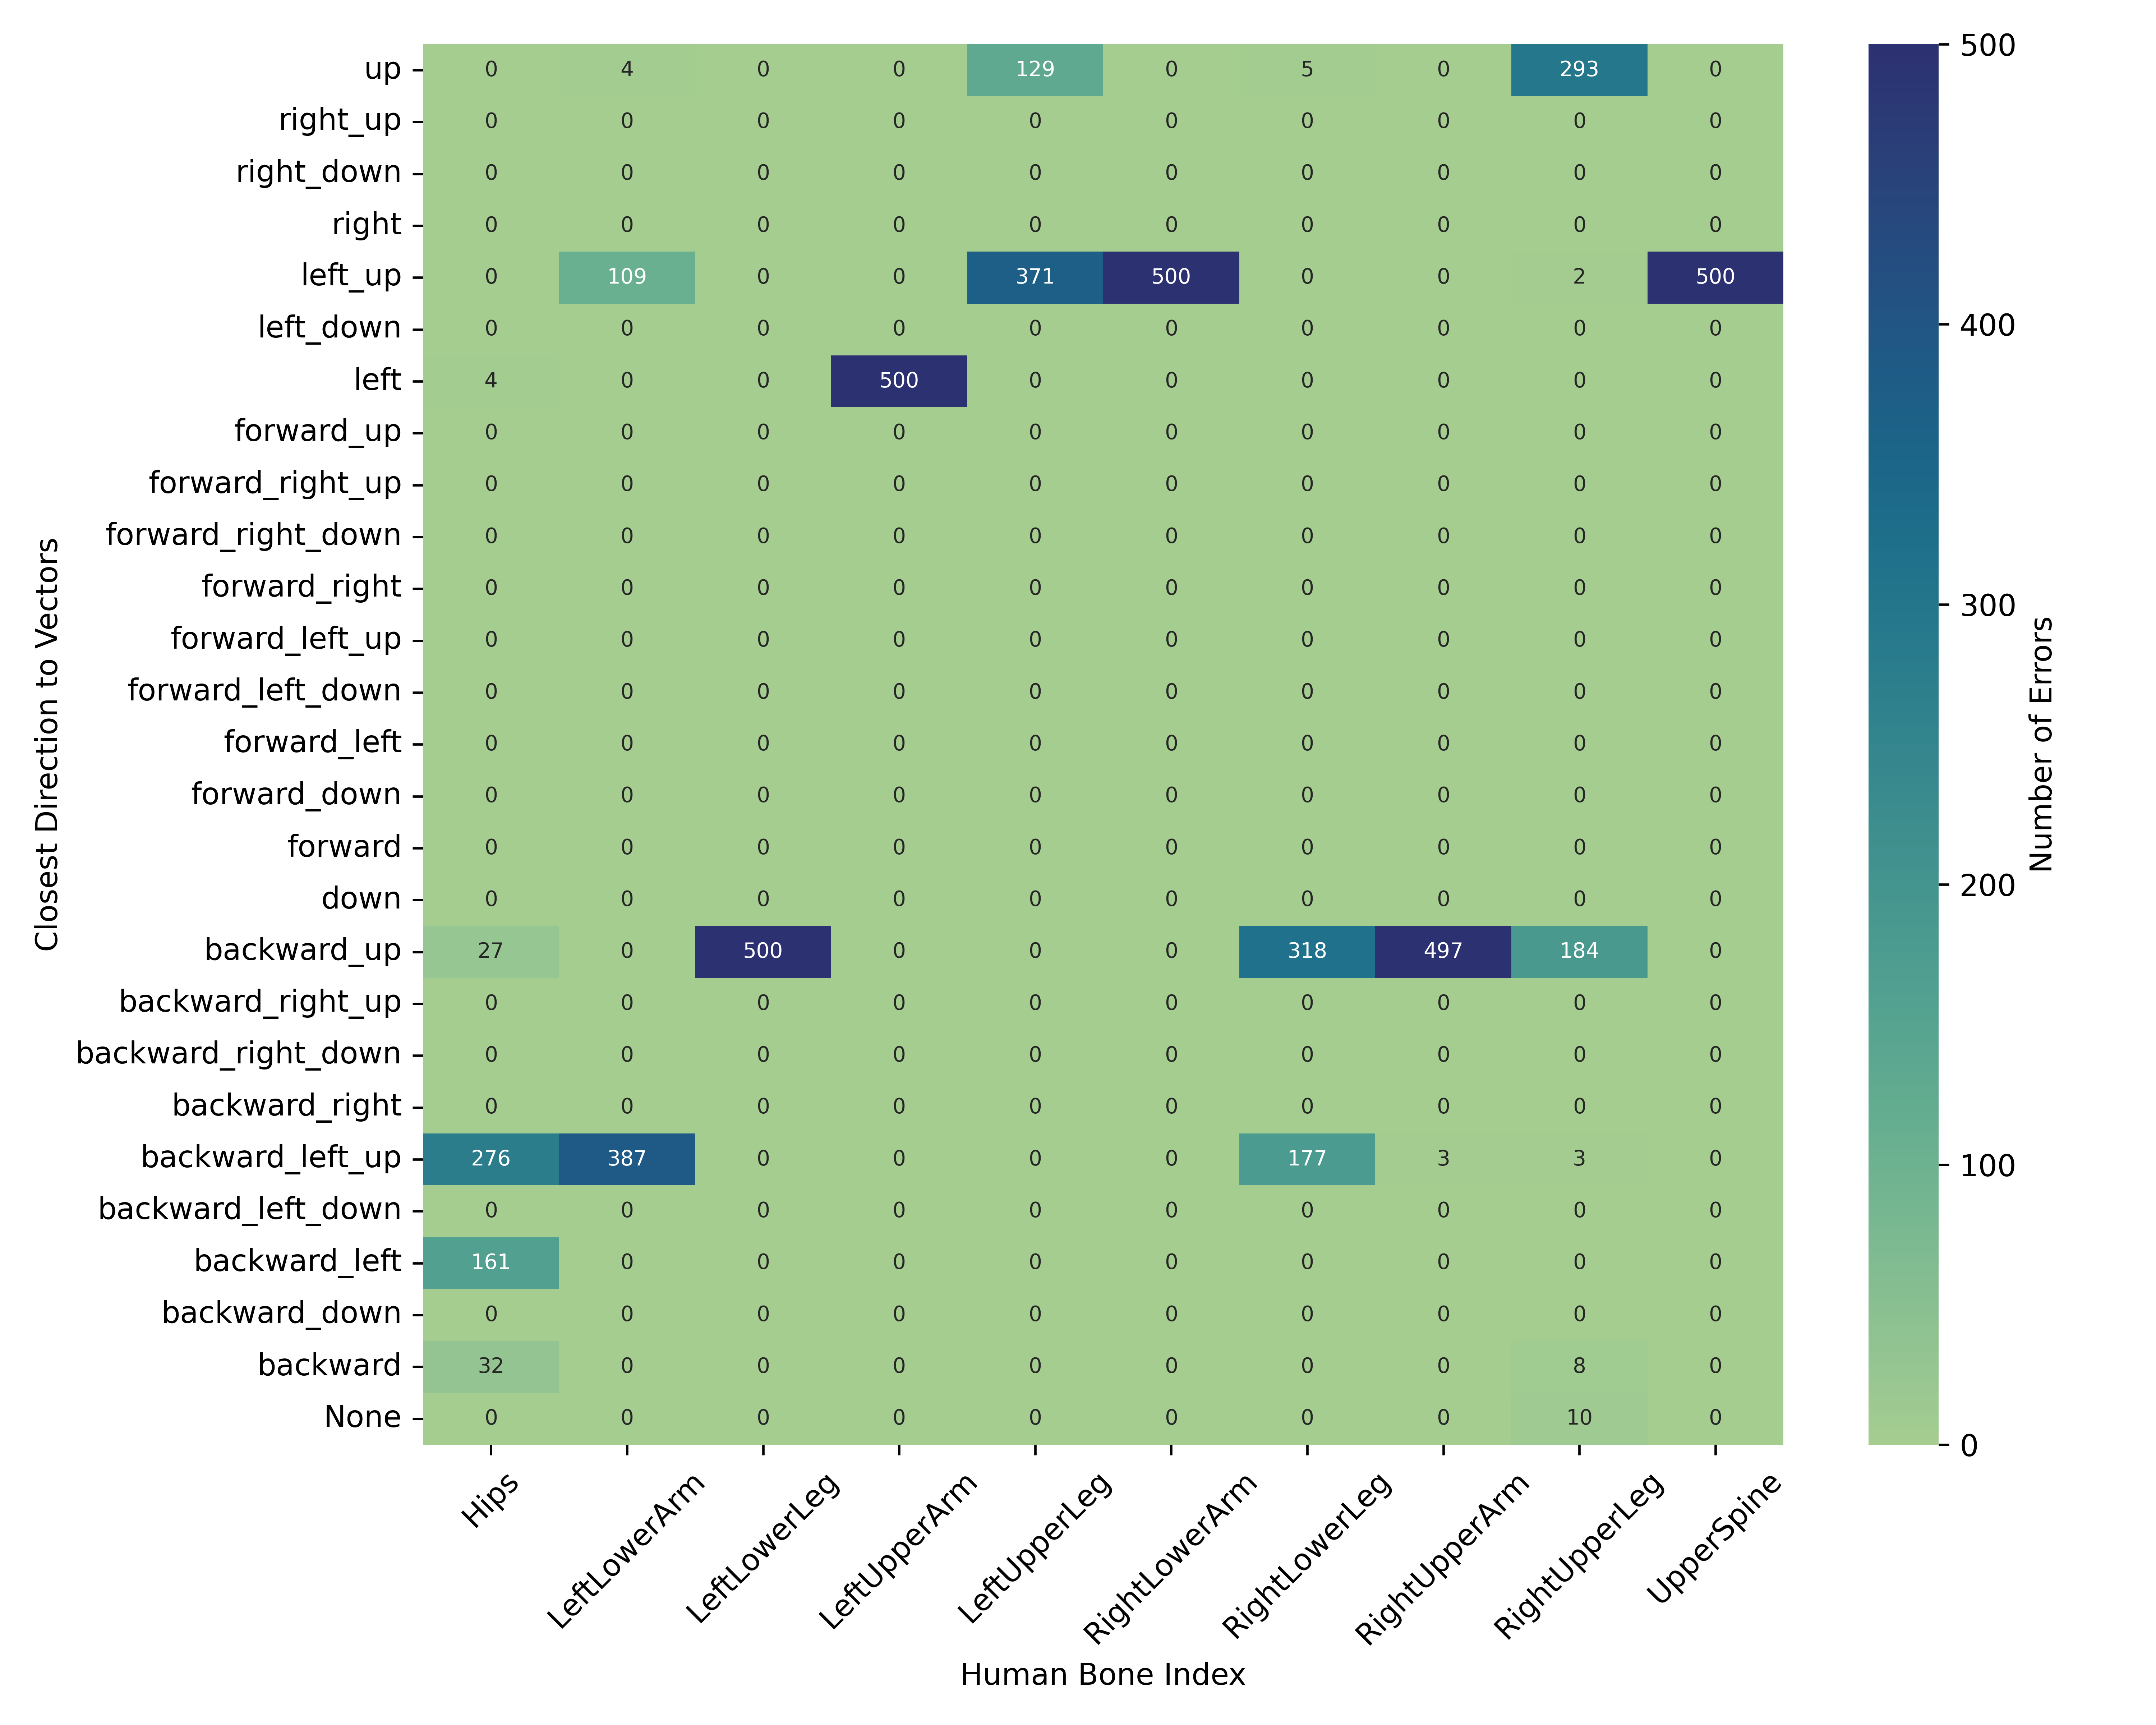 up 0 4 0 0 129 0 5 0 293 0
right_up 0 0 0 0 0 0 0 0 0 0
right_down 0 0 0 0 0 0 0 0 0 0
right 0 0 0 0 0 0 0 0 0 0
left_up 0 109 0 0 371 500 0 0 2 500
left_down 0 0 0 0 0 0 0 0 0 0
left 4 0 0 500 0 0 0 0 0 0
forward_up 0 0 0 0 0 0 0 0 0 0
forward_right_up 0 0 0 0 0 0 0 0 0 0
forward_right_down 0 0 0 0 0 0 0 0 0 0
forward_right 0 0 0 0 0 0 0 0 0 0
forward_left_up 0 0 0 0 0 0 0 0 0 0
forward_left_down 0 0 0 0 0 0 0 0 0 0
forward_left 0 0 0 0 0 0 0 0 0 0
forward_down 0 0 0 0 0 0 0 0 0 0
forward 0 0 0 0 0 0 0 0 0 0
down 0 0 0 0 0 0 0 0 0 0
backward_up 27 0 500 0 0 0 318 497 184 0
backward_right_up 0 0 0 0 0 0 0 0 0 0
backward_right_down 0 0 0 0 0 0 0 0 0 0
backward_right 0 0 0 0 0 0 0 0 0 0
backward_left_up 276 387 0 0 0 0 177 3 3 0
backward_left_down 0 0 0 0 0 0 0 0 0 0
backward_left 161 0 0 0 0 0 0 0 0 0
backward_down 0 0 0 0 0 0 0 0 0 0
backward 32 0 0 0 0 0 0 0 8 0
None 0 0 0 0 0 0 0 0 10 0
Closest Direction to Vectors
Hips
LeftLowerArm
LeftLowerLeg
LeftUpperArm
LeftUpperLeg
RightLowerArm
RightLowerLeg
RightUpperArm
RightUpperLeg
UpperSpine
Human Bone Index
500
400
300
200
100
0
Number of Errors